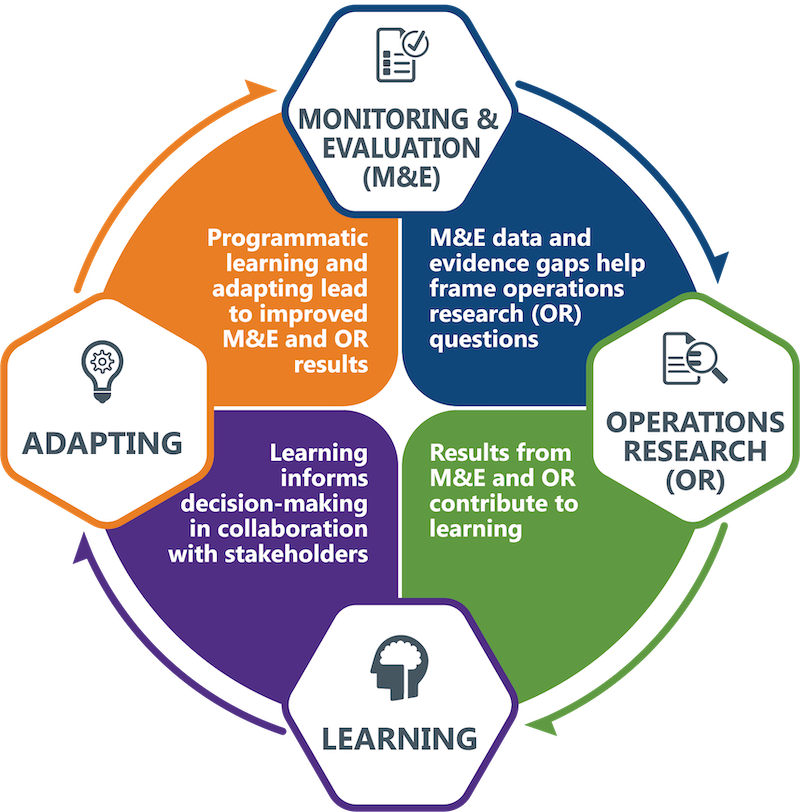 MONITORING &
EVALUATION
(M&E)
Programmatic
learning and
adapting lead
to improved
M&E and OR
results
M&E data and
evidence gaps help
frame operations
research (OR)
questions
ADAPTING
OPERATIONS
RESEARCH
(OR)
Learning
informs
decision-making
in collaboration
with stakeholders
Results from
M&E and OR
contribute to
learning
LEARNING